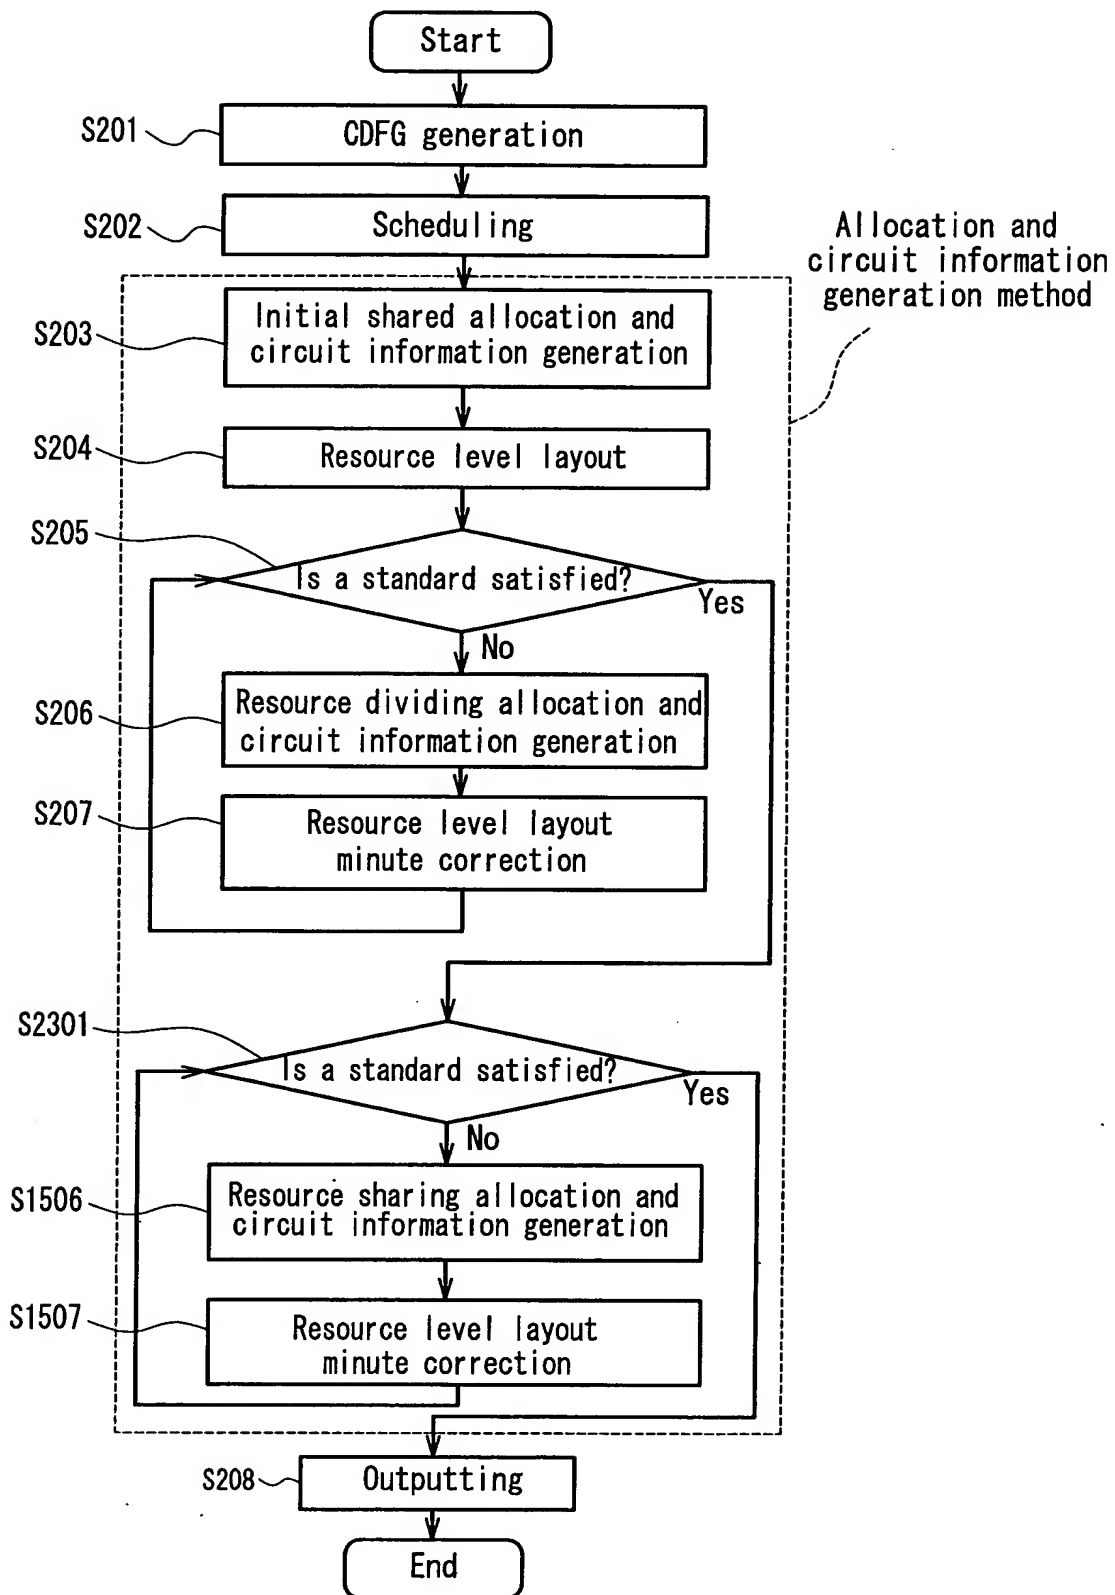 Start
S201
CDFG generation
S202
Scheduling
Allocation and
circuit information
generation method
S203
Initial shared allocation and
circuit information generation
S204
Resource level layout
S205
Is a standard satisfied?
Yes
No
S206
Resource dividing allocation and
circuit information generation
S207
Resource level layout
minute correction
S2301
Is a standard satisfied?
Yes
No
S1506
Resource sharing allocation and
circuit information generation
S1507
Resource level layout
minute correction
S208
Outputting
End